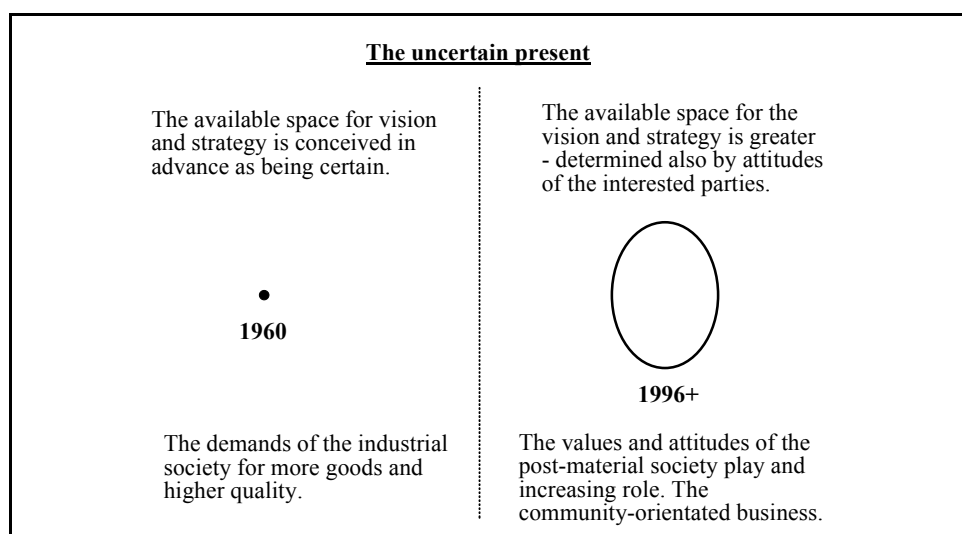 The uncertain present
The available space for vision
and strategy is conceived in
advance as being certain.
1960
The demands of the industrial
society for more goods and
higher quality.
The available space for the
vision and strategy is greater
- determined also by attitudes
of the interested parties.
1996+
The values and attitudes of the
post-material society play and
increasing role. The
community-orientated business.